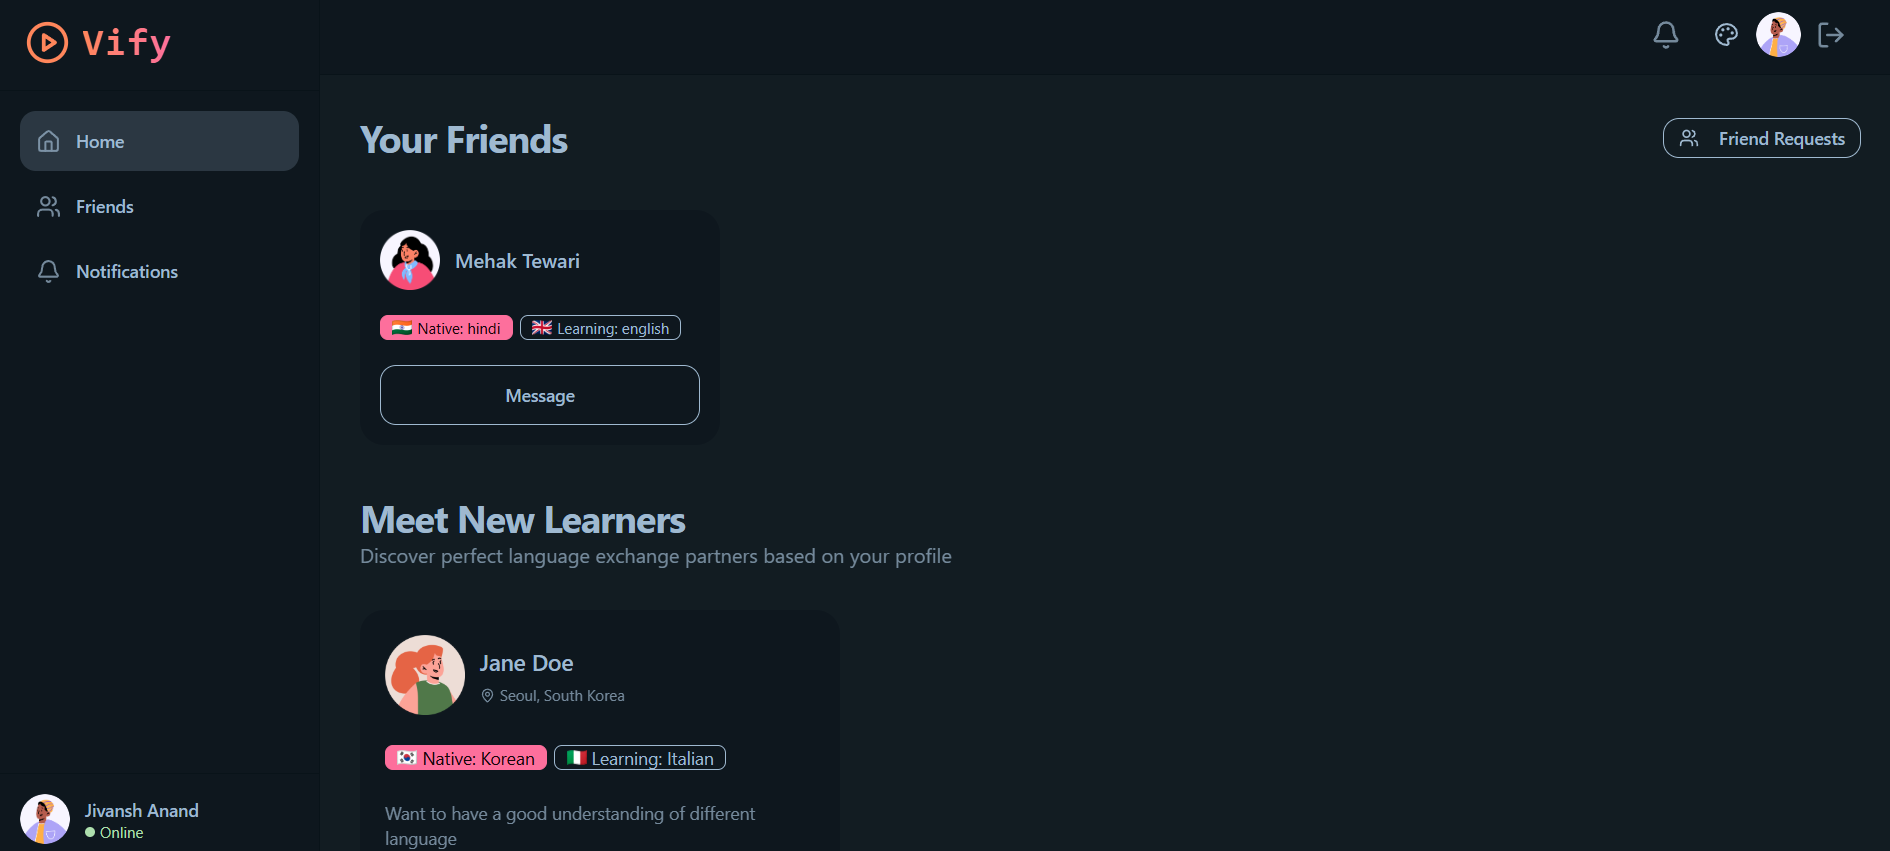 Vify
Home
Friends
Notifications
Your Friends
Friend Requests
Mehak Tewari
Native: hindi
Learning: english
Message
Meet New Learners
Discover perfect language exchange partners based on your profile
Jane Doe
Seoul, South Korea
Native: Korean
Learning: Italian
Want to have a good understanding of different
language
Jivansh Anand
Online